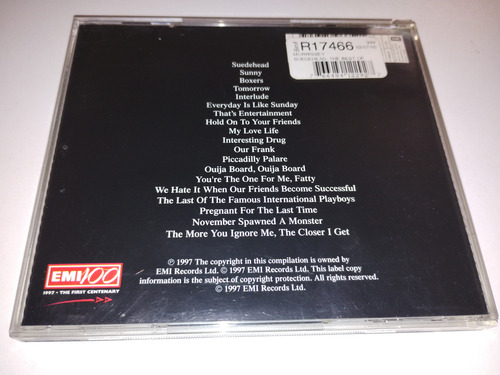 R17466
SUEDEHEAD-THE BEST OF
Suedehead
Sunny
Boxers
Tomorrow
Interlude
Everyday Is Like Sunday
That's Entertainment
Hold On To Your Friends
My Love Life
Interesting Drug
Our Frank
Piccadilly Palare
Ouija Board, Ouija Board
You're The One For Me, Fatty
We Hate It When Our Friends Become Successful
The Last Of The Famous International Playboys
Pregnant For The Last Time
November Spawned A Monster
The More You Ignore Me, The Closer I Get
℗ 1997 The copyright in this compilation is owned by
EMI Records Ltd. © 1997 EMI Records Ltd. This label copy
information is the subject of copyright protection. All rights reserved.
© 1997 EMI Records Ltd.
EMI100
1997 - THE FIRST CENTENARY